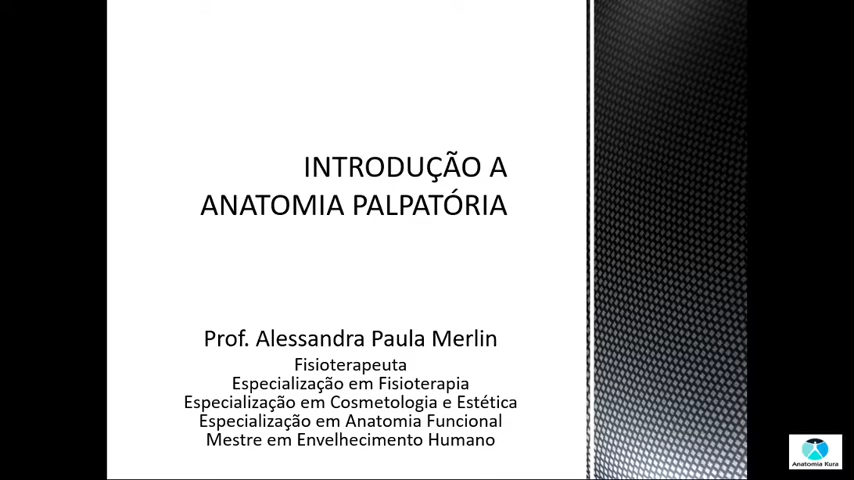 INTRODUÇÃO A
ANATOMIA PALPATÓRIA
Prof. Alessandra Paula Merlin
Fisioterapeuta
Especialização em Fisioterapia
Especialização em Cosmetologia e Estética
Especialização em Anatomia Funcional
Mestre em Envelhecimento Humano
Anatomia Kura